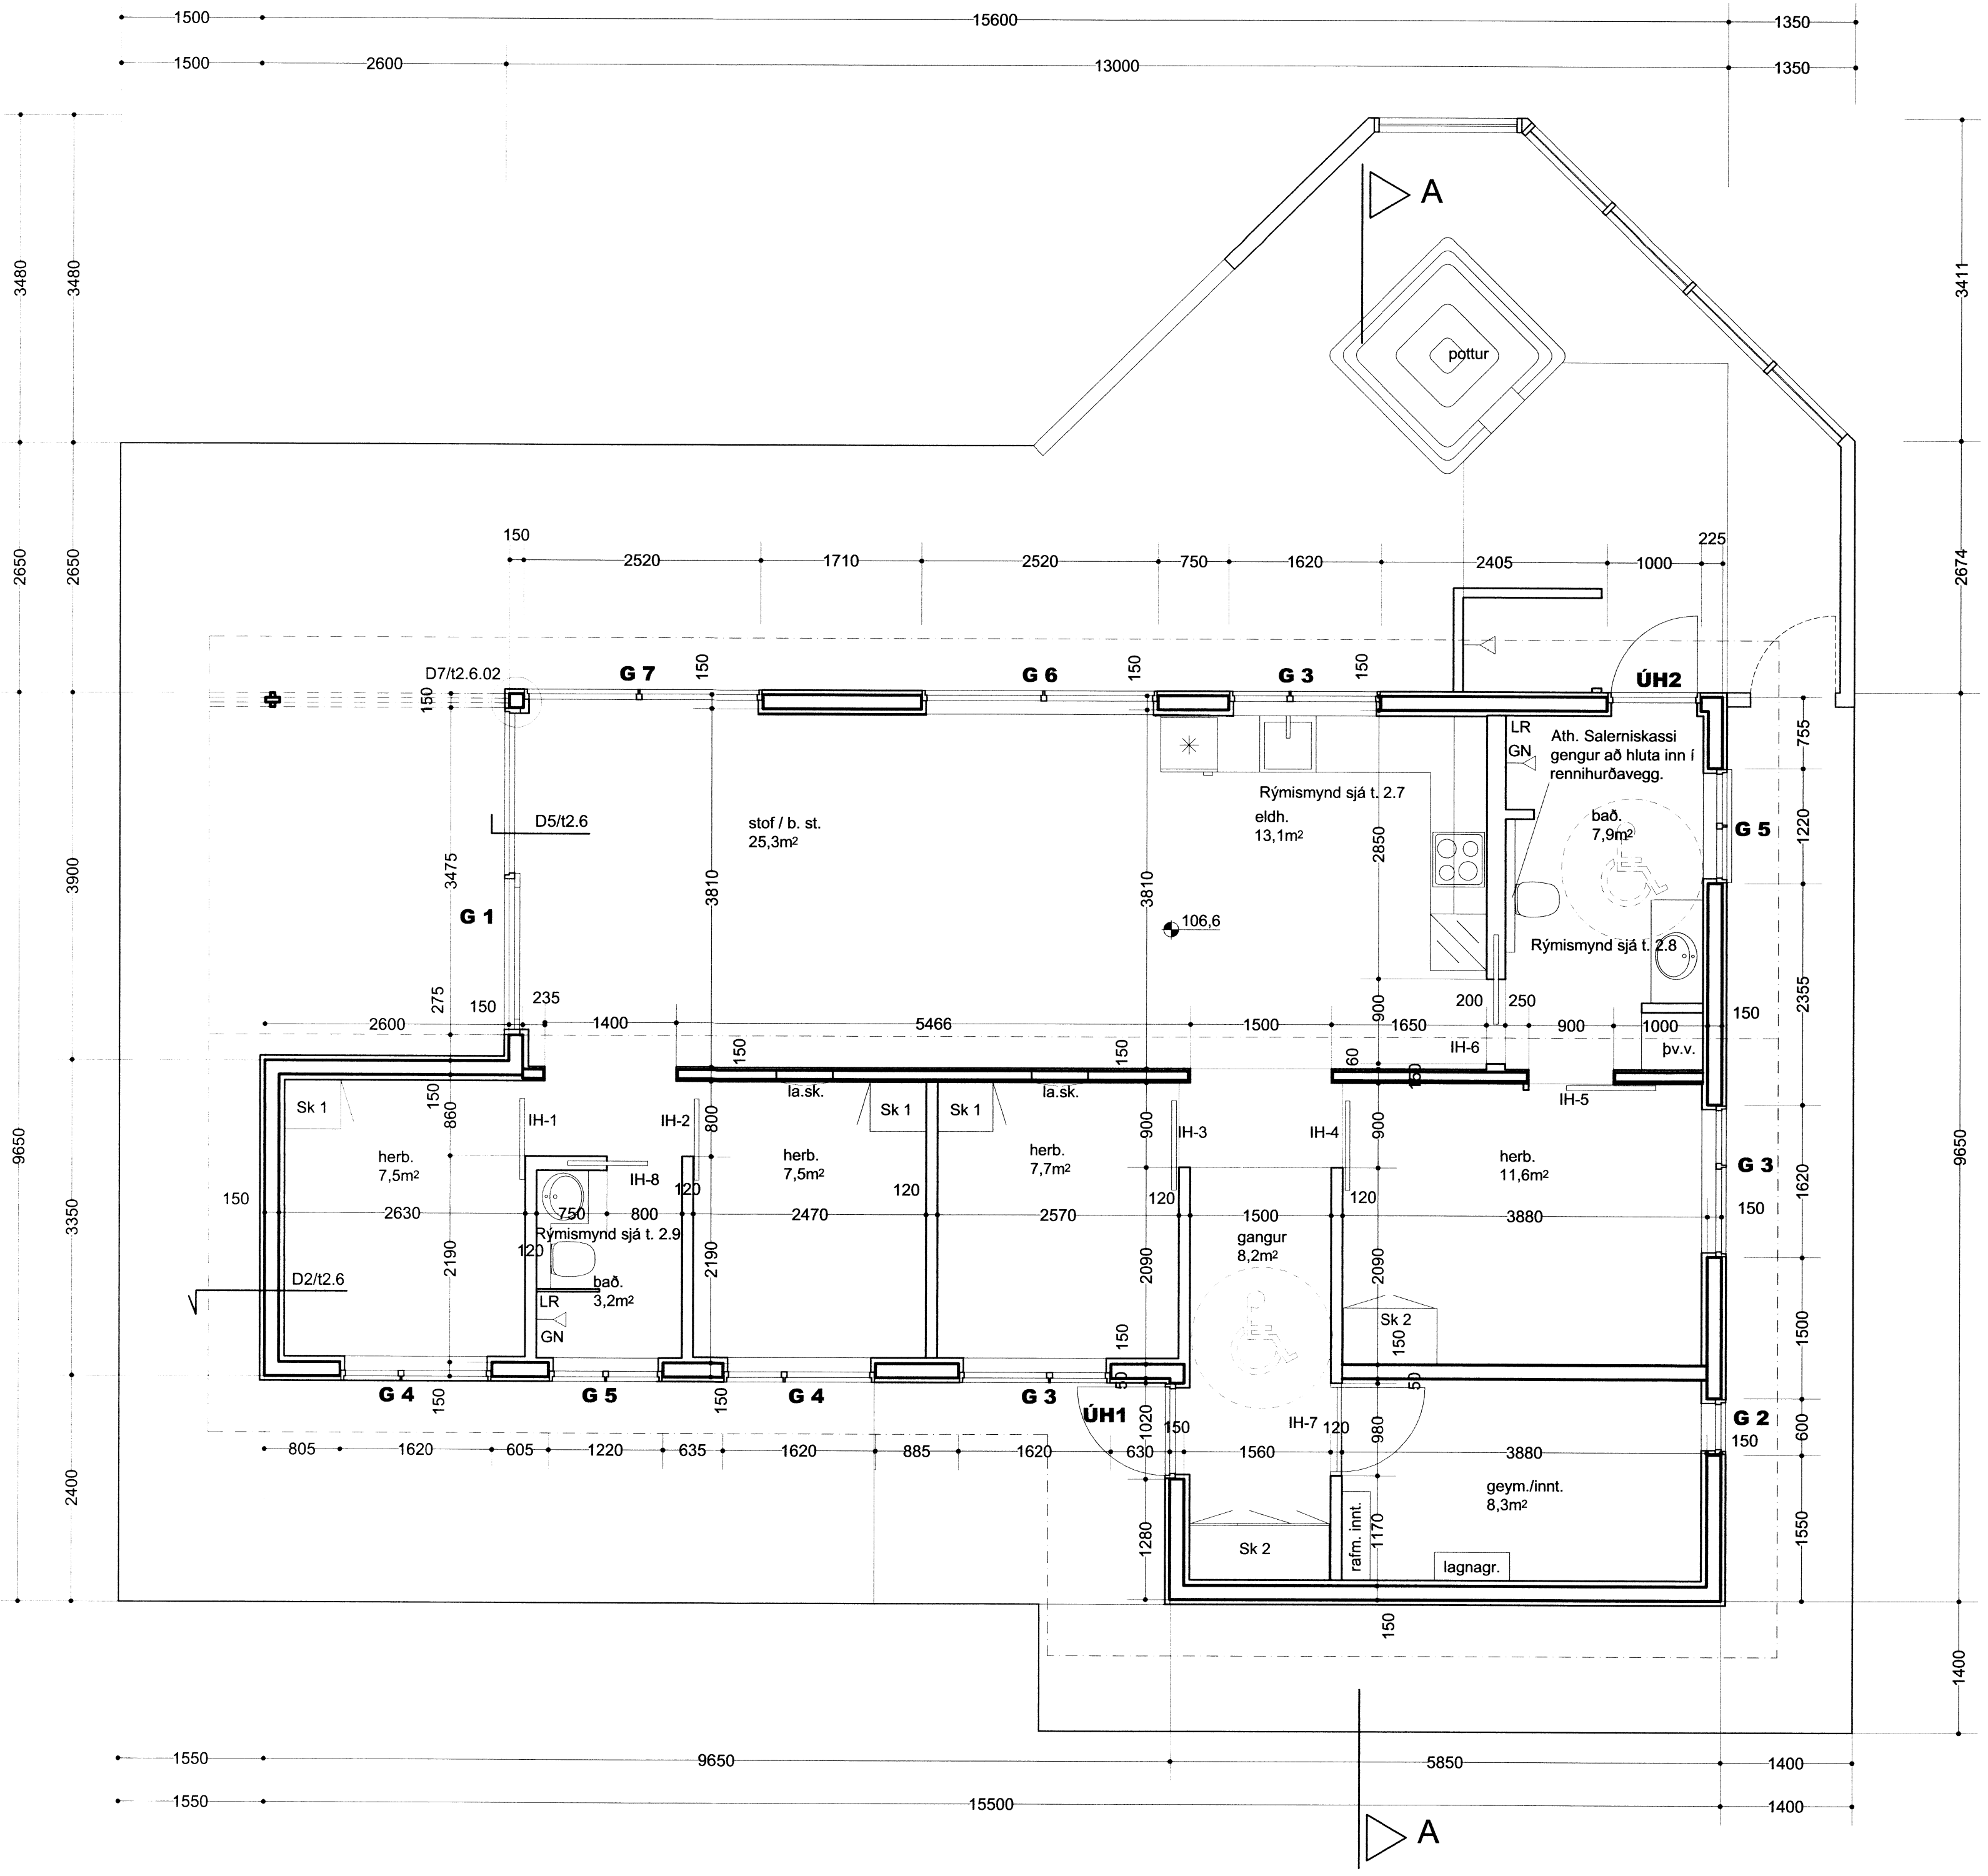 1500
15600
1350
1500
2600
13000
1350
3480
3480
3411
A
pottur
2650
2650
2674
150
2520
1710
2520
750
1620
2405
1000
225
D7/t2.6.02
G 7
150
G 6
150
G 3
150
ÚH2
150
LR
GN
Ath. Salerniskassi
gengur að hluta inn í
rennihurðavegg.
755
Rýmismynd sjá t. 2.7
eldh.
13,1m²
stof / b. st.
25,3m²
D5/t2.6
bað.
7,9m²
1220
G 5
3900
3475
3810
3810
2850
G 1
106,6
Rýmismynd sjá t. 2.8
275
150
235
200
250
900
2355
150
2600
1400
5466
1500
1650
900
1000
150
150
60
150
IH-6
þv.v.
Sk 1
150
860
IH-1
IH-2
800
la.sk.
Sk 1
Sk 1
la.sk.
900
IH-3
IH-4
900
IH-5
herb.
7,5m²
herb.
7,5m²
herb.
7,7m²
herb.
11,6m²
G 3
1620
9650
9650
IH-8
120
120
120
120
150
150
2630
750
800
2470
2570
1500
3880
3350
Rýmismynd sjá t. 2.9
120
2190
2190
2090
2090
gangur
8,2m²
D2/t2.6
bað.
3,2m²
LR
GN
Sk 2
150
150
1500
50
50
G 4
150
G 5
150
G 4
G 3
ÚH1
1020
150
IH-7
120
980
G 2
150
600
805
1620
605
1220
635
1620
885
1620
630
1560
3880
2400
geym./innt.
8,3m²
1280
Sk 2
rafm. innt.
1170
lagnagr.
1550
150
1400
1550
9650
5850
1400
1550
15500
1400
A